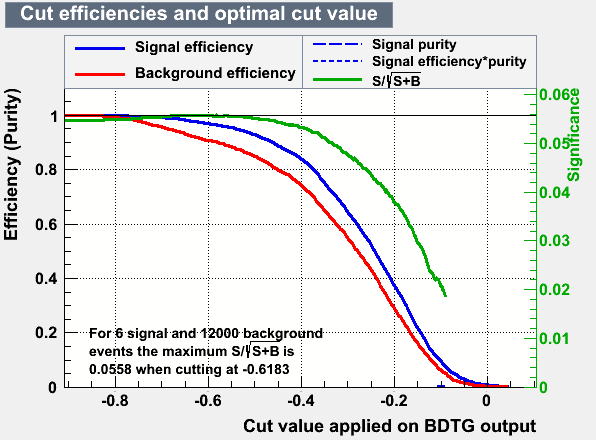 Cut efficiencies and optimal cut value
Signal efficiency
Background efficiency
Signal purity
Signal efficiency*purity
S/√S+B
Efficiency (Purity)
1
0.8
0.6
0.4
0.2
0
0.06
0.05
0.04
0.03
0.02
0.01
0
Significance
For 6 signal and 12000 background
events the maximum S/√S+B is
0.0558 when cutting at -0.6183
-0.8 -0.6 -0.4 -0.2 0
Cut value applied on BDTG output